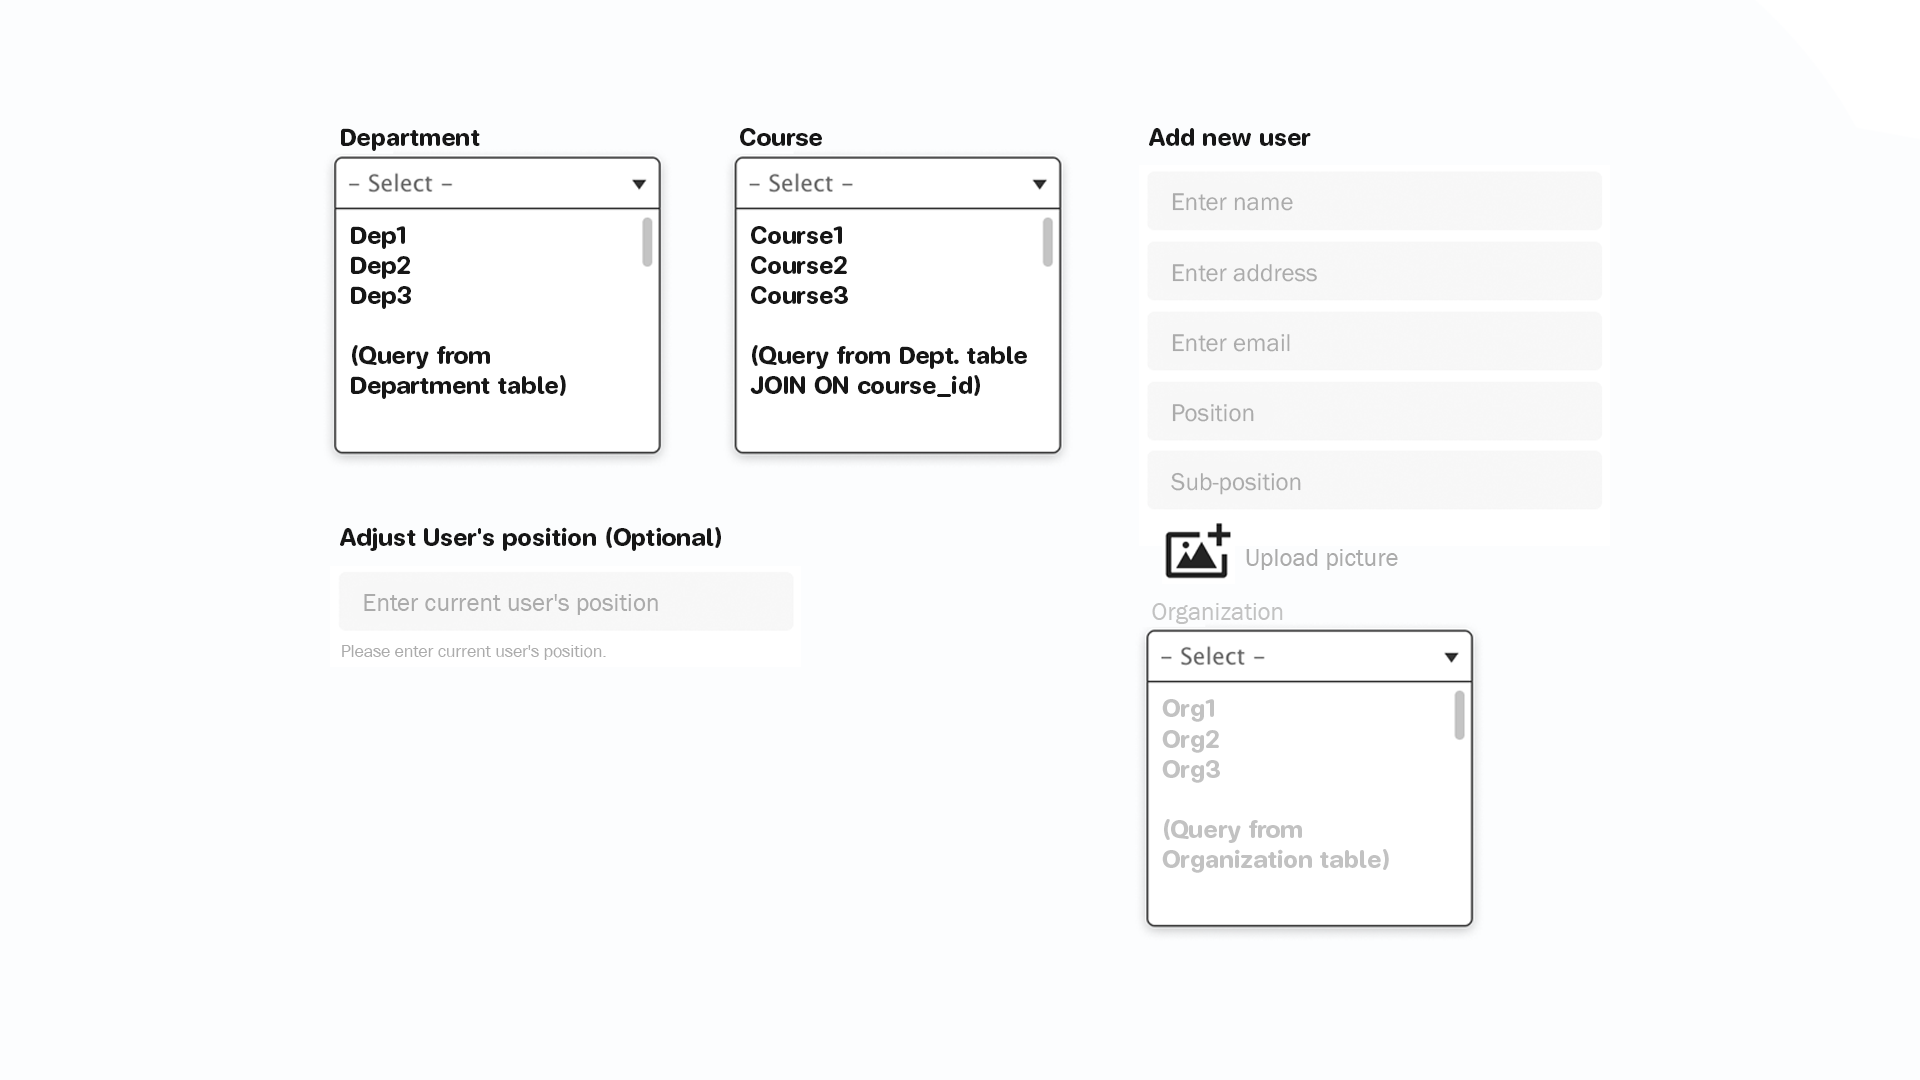 Department
– Select –
Dep1
Dep2
Dep3
(Query from
Department table)
Course
– Select –
Course1
Course2
Course3
(Query from Dept. table
JOIN ON course_id)
Adjust User's position (Optional)
Enter current user's position
Please enter current user's position.
Add new user
Enter name
Enter address
Enter email
Position
Sub-position
Upload picture
Organization
– Select –
Org1
Org2
Org3
(Query from
Organization table)